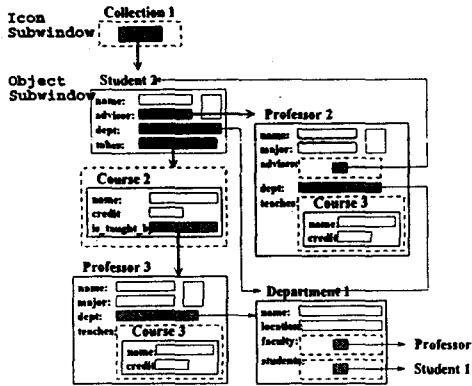 Icon
Subwindow
Collection 1
Object
Subwindow
Student 2
name:
advisor:
dept:
takes:
Professor 2
name:
major:
advises:
dept:
teaches:
Course 3
name:
credit
Course 2
name:
credit
is_taught_by
Professor 3
name:
major:
dept:
teaches:
Course 3
name:
credit
Department 1
name:
location:
faculty:
students:
Professor
Student 1